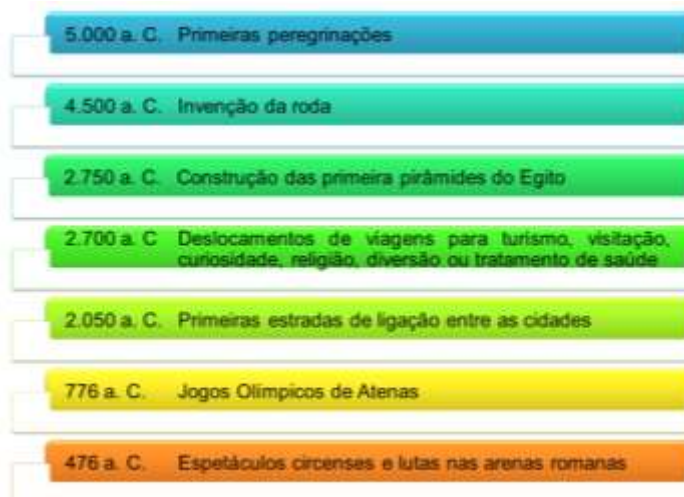 5.000 a. C. Primeiras peregrinações
4.500 a. C. Invenção da roda
2.750 a. C. Construção das primeira pirâmides do Egito
2.700 a. C Deslocamentos de viagens para turismo, visitação,
curiosidade, religião, diversão ou tratamento de saúde
2.050 a. C. Primeiras estradas de ligação entre as cidades
776 a. C. Jogos Olímpicos de Atenas
476 a. C. Espetáculos circenses e lutas nas arenas romanas